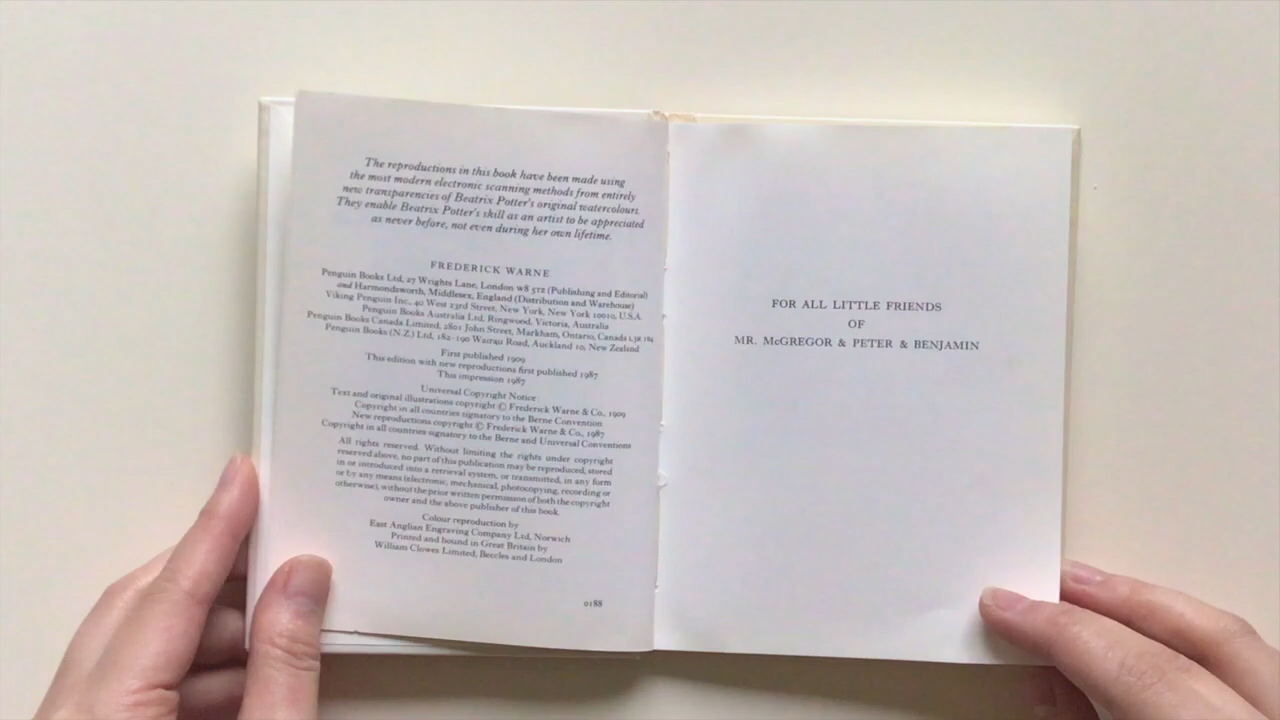 The reproductions in this book have been made using
the most modern electronic scanning methods from entirely
new transparencies of Beatrix Potter's original watercolours.
They enable Beatrix Potter's skill as an artist to be appreciated
as never before, not even during her own lifetime.
FREDERICK WARNE
Penguin Books Ltd, 27 Wrights Lane, London W8 5TZ (Publishing and Editorial)
and Harmondsworth, Middlesex, England (Distribution and Warehouse)
Viking Penguin Inc., 40 West 23rd Street, New York, New York 10010, U.S.A.
Penguin Books Australia Ltd, Ringwood, Victoria, Australia
Penguin Books Canada Limited, 2801 John Street, Markham, Ontario, Canada L3R 1B4
Penguin Books (N.Z.) Ltd, 182-190 Wairau Road, Auckland 10, New Zealand
First published 1909
This edition with new reproductions first published 1987
This impression 1987
Universal Copyright Notice:
Text and original illustrations copyright © Frederick Warne & Co., 1909
Copyright in all countries signatory to the Berne Convention
New reproductions copyright © Frederick Warne & Co., 1987
Copyright in all countries signatory to the Berne and Universal Conventions
All rights reserved. Without limiting the rights under copyright
reserved above, no part of this publication may be reproduced, stored
in or introduced into a retrieval system, or transmitted, in any form
or by any means (electronic, mechanical, photocopying, recording or
otherwise), without the prior written permission of both the copyright
owner and the above publisher of this book.
Colour reproduction by
East Anglian Engraving Company Ltd, Norwich
Printed and bound in Great Britain by
William Clowes Limited, Beccles and London
0188
FOR ALL LITTLE FRIENDS
OF
MR. McGREGOR & PETER & BENJAMIN